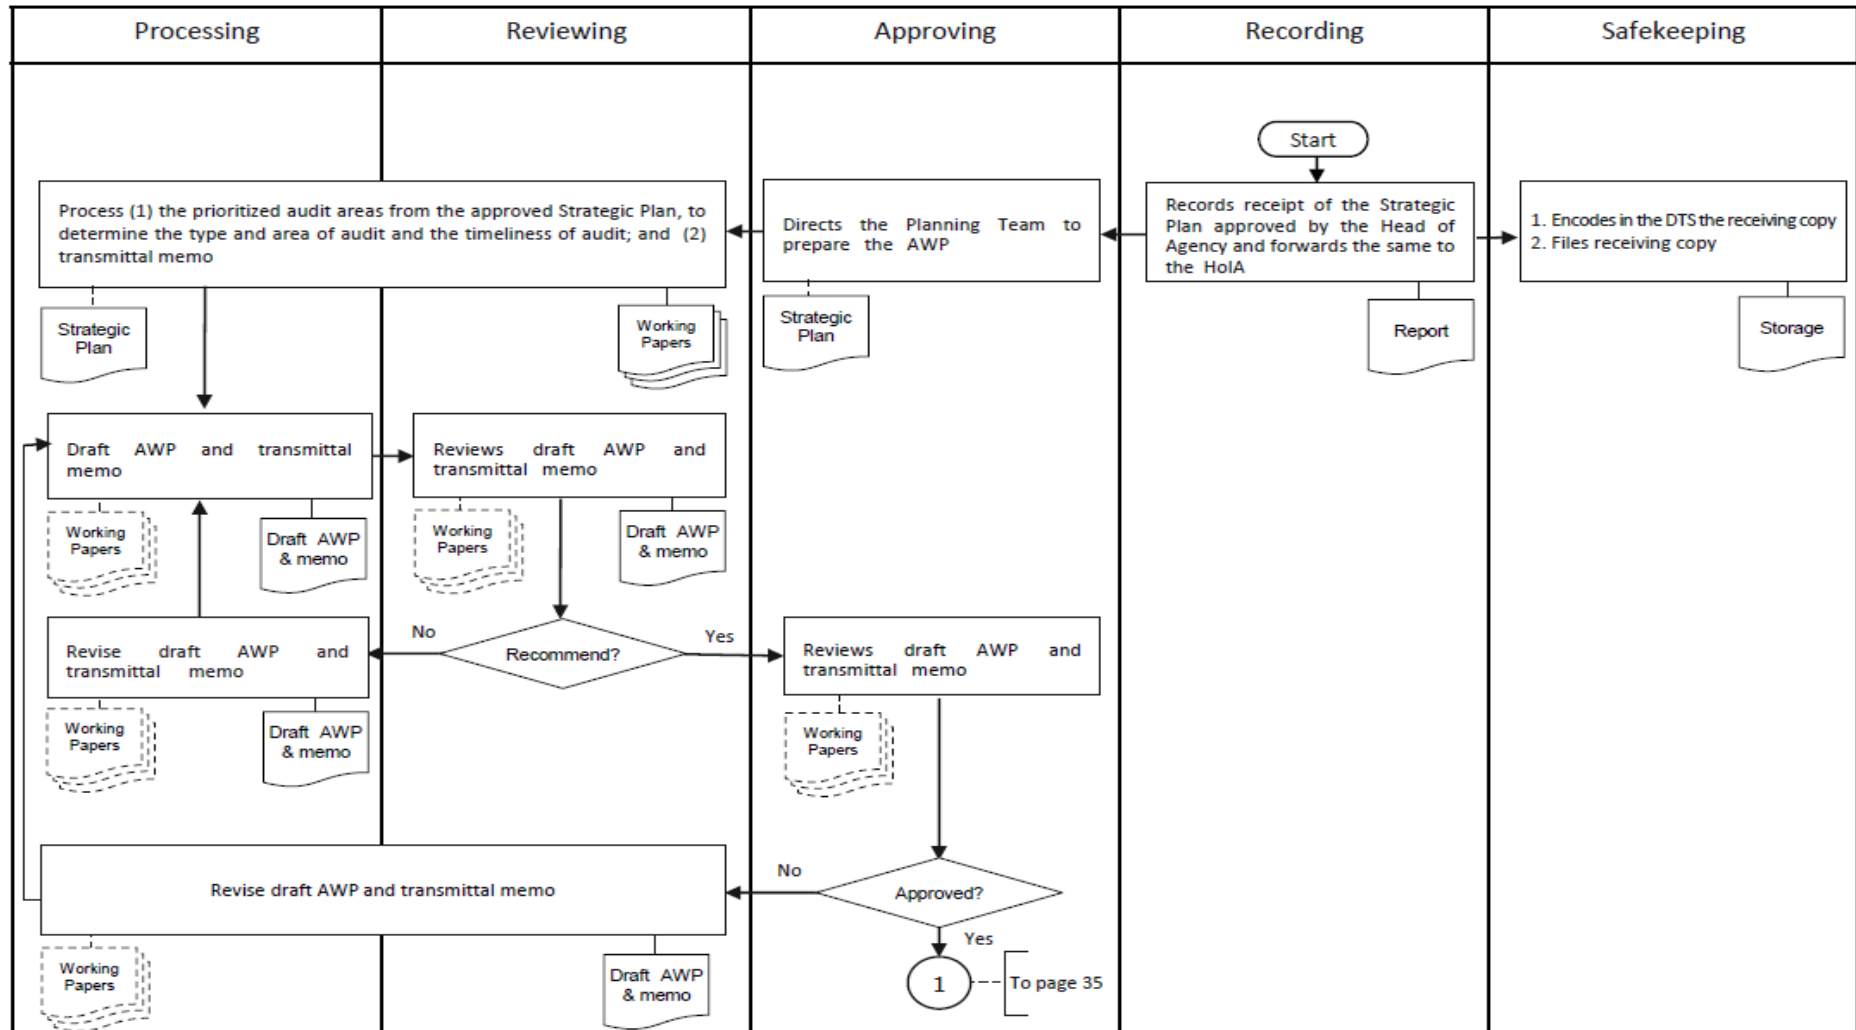 Processing
Reviewing
Approving
Recording
Safekeeping
Start
Process (1) the prioritized audit areas from the approved Strategic Plan, to
determine the type and area of audit and the timeliness of audit; and (2)
transmittal memo
Directs the Planning Team to
prepare the AWP
Records receipt of the Strategic
Plan approved by the Head of
Agency and forwards the same to
the HoIA
1. Encodes in the DTS the receiving copy
2. Files receiving copy
Strategic
Plan
Working
Papers
Strategic
Plan
Report
Storage
Draft AWP and transmittal
memo
Reviews draft AWP and
transmittal memo
Working
Papers
Draft AWP
& memo
Working
Papers
Draft AWP
& memo
No
Yes
Revise draft AWP and
transmittal memo
Recommend?
Reviews draft AWP and
transmittal memo
Working
Papers
Draft AWP
& memo
Working
Papers
No
Revise draft AWP and transmittal memo
Approved?
Yes
Working
Papers
Draft AWP
& memo
1
To page 35